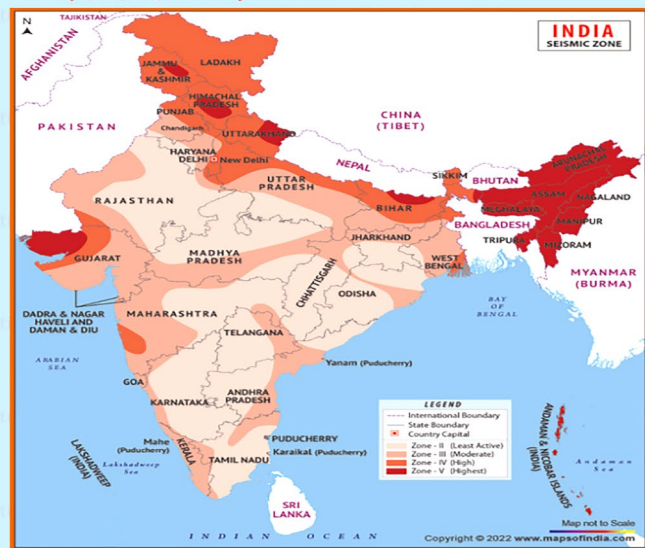 N
TAJIKISTAN
AFGHANISTAN
INDIA
SEISMIC ZONE
LADAKH
JAMMU
&
KASHMIR
HIMACHAL
PRADESH
PUNJAB
CHINA
(TIBET)
PAKISTAN
Chandigarh
UTTARAKHAND
HARYANA
DELHI
New Delhi
NEPAL
ARUNACHAL
PRADESH
SIKKIM
BHUTAN
UTTAR
PRADESH
RAJASTHAN
ASSAM
NAGALAND
BIHAR
MEGHALAYA
BANGLADESH
MANIPUR
JHARKHAND
TRIPURA
MIZORAM
GUJARAT
MADHYA
PRADESH
WEST
BENGAL
CHHATTISGARH
MYANMAR
(BURMA)
ODISHA
DADRA & NAGAR
HAVELI AND
DAMAN & DIU
MAHARASHTRA
BAY
OF
BENGAL
TELANGANA
ARABIAN
SEA
Yanam (Puducherry)
GOA
KARNATAKA
ANDHRA
PRADESH
LEGEND
International Boundary
State Boundary
Country Capital
Zone - II (Least Active)
Zone - III (Moderate)
Zone - IV (High)
Zone - V (Highest)
ANDAMAN & NICOBAR ISLANDS
(INDIA)
PUDUCHERRY
Mahe
(Puducherry)
Karaikal (Puducherry)
LAKSHADWEEP
(INDIA)
Lakshadweep
Sea
KERALA
TAMIL NADU
Andaman
Sea
SRI
LANKA
Map not to Scale
INDIAN OCEAN
Copyright © 2022 www.mapsofindia.com